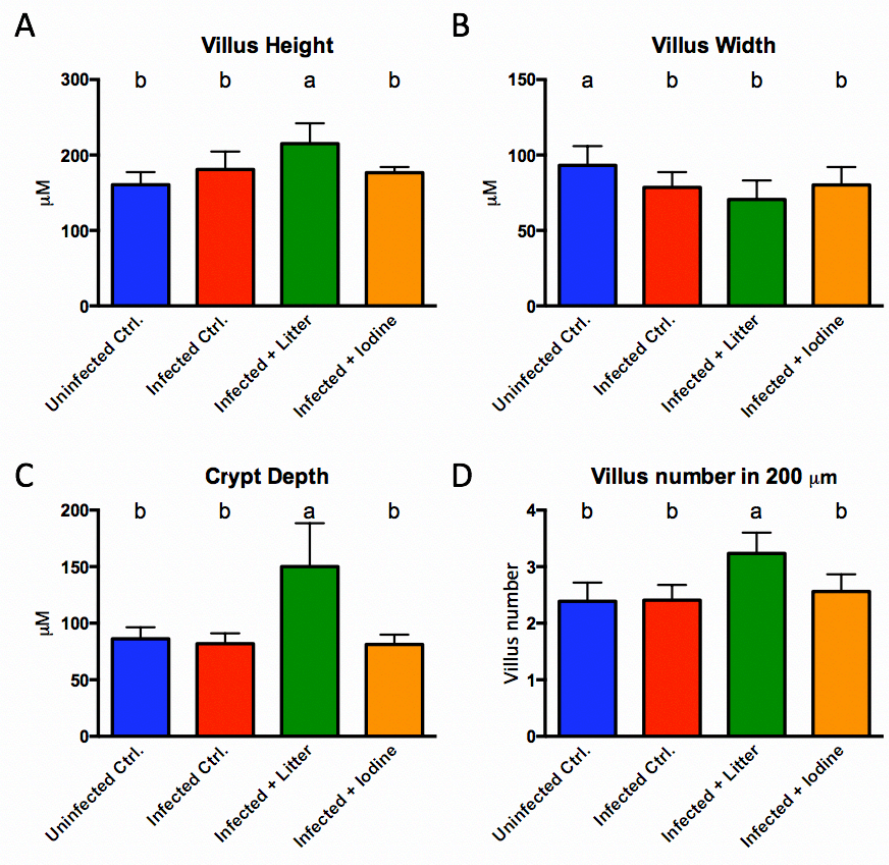 A
Villus Height
300
200
100
0
μM
b
b
a
b
Uninfected Ctrl.
Infected Ctrl.
Infected + Litter
Infected + Iodine
B
Villus Width
150
100
50
0
μM
a
b
b
b
Uninfected Ctrl.
Infected Ctrl.
Infected + Litter
Infected + Iodine
C
Crypt Depth
200
150
100
50
0
μM
b
b
a
b
Uninfected Ctrl.
Infected Ctrl.
Infected + Litter
Infected + Iodine
D
Villus number in 200 μm
4
3
2
1
0
Villus number
b
b
a
b
Uninfected Ctrl.
Infected Ctrl.
Infected + Litter
Infected + Iodine